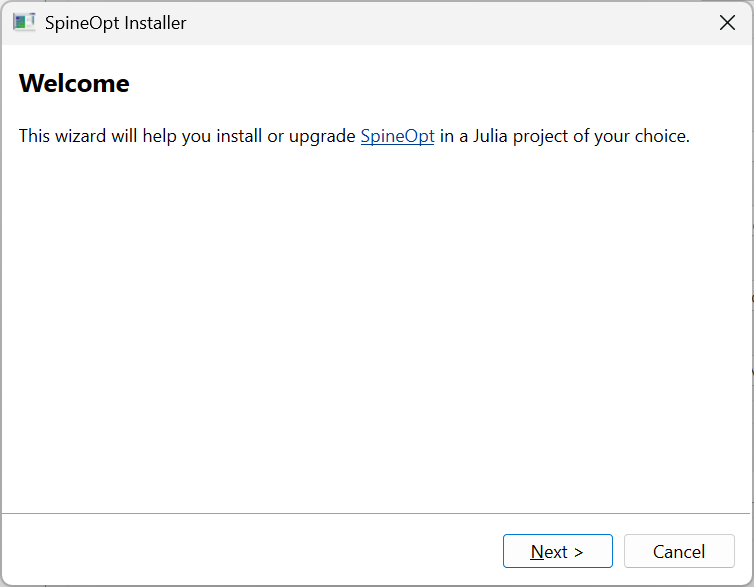 SpineOpt Installer
Welcome
This wizard will help you install or upgrade SpineOpt in a Julia project of your choice.
Next >
Cancel